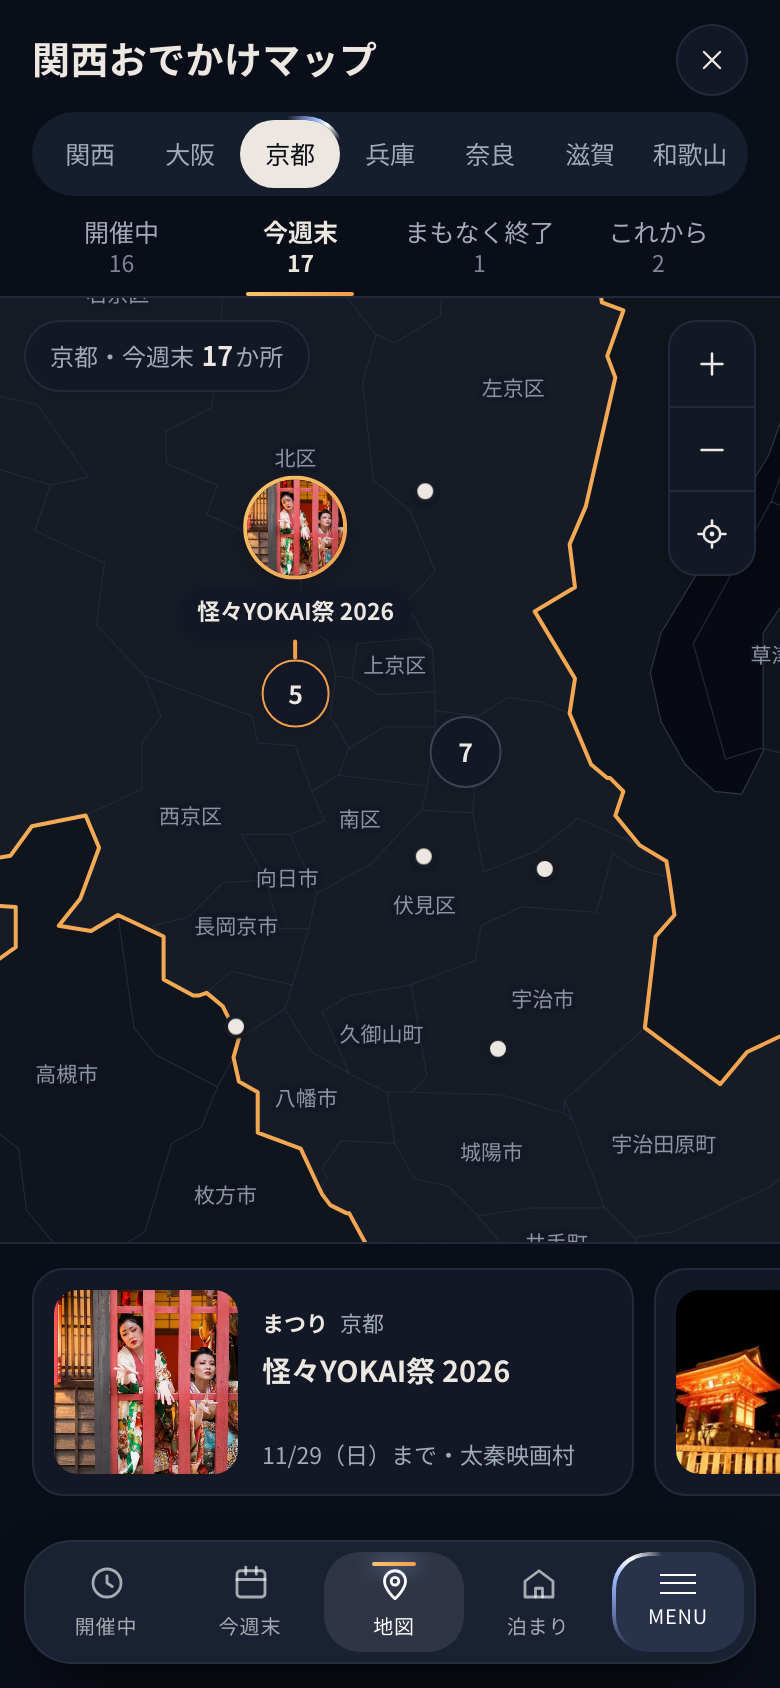 関西おでかけマップ
関西 大阪 京都 兵庫 奈良 滋賀 和歌山
開催中 今週末 まもなく終了 これから
16 17 1 2
京都・今週末 17か所
左京区
北区
怪々YOKAI祭 2026
上京区
5
7
西京区
南区
向日市
伏見区
長岡京市
宇治市
久御山町
高槻市
八幡市
城陽市
宇治田原町
枚方市
井手町
まつり 京都
怪々YOKAI祭 2026
11/29（日）まで・太秦映画村
開催中 今週末 地図 泊まり MENU